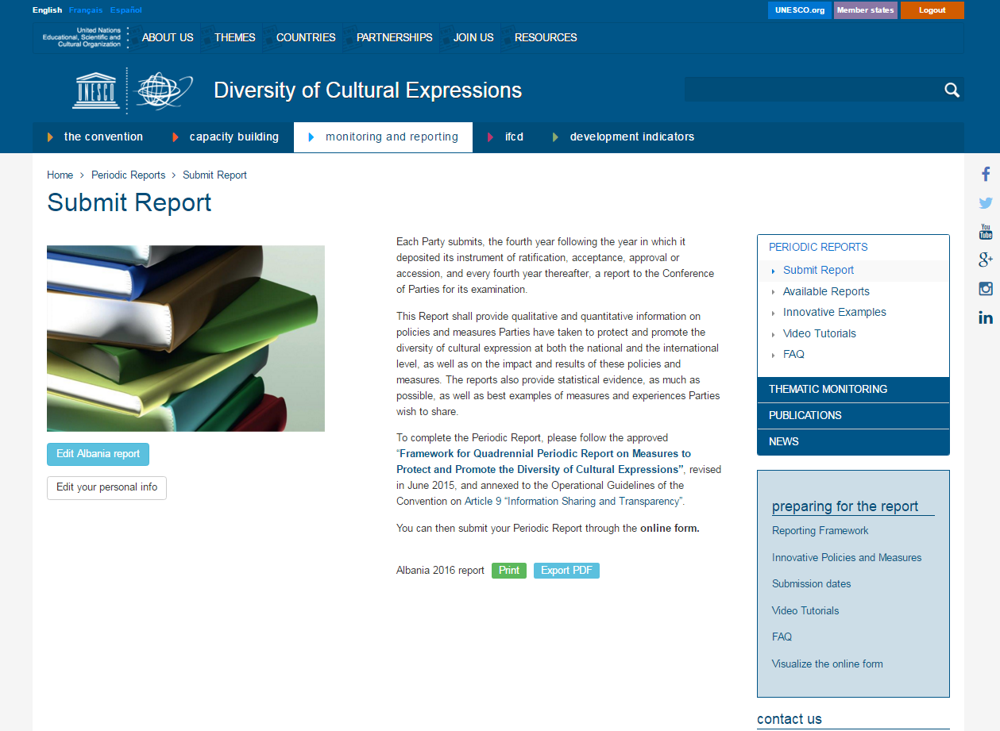 English Français Español
UNESCO.org Member states Logout
United Nations
Educational, Scientific and
Cultural Organization
ABOUT US THEMES COUNTRIES PARTNERSHIPS JOIN US RESOURCES
UNESCO
Diversity of Cultural Expressions
the convention capacity building monitoring and reporting ifcd development indicators
Home > Periodic Reports > Submit Report
Submit Report
Edit Albania report
Edit your personal info
Each Party submits, the fourth year following the year in which it
deposited its instrument of ratification, acceptance, approval or
accession, and every fourth year thereafter, a report to the Conference
of Parties for its examination.
This Report shall provide qualitative and quantitative information on
policies and measures Parties have taken to protect and promote the
diversity of cultural expression at both the national and the international
level, as well as on the impact and results of these policies and
measures. The reports also provide statistical evidence, as much as
possible, as well as best examples of measures and experiences Parties
wish to share.
To complete the Periodic Report, please follow the approved
“Framework for Quadrennial Periodic Report on Measures to
Protect and Promote the Diversity of Cultural Expressions”, revised
in June 2015, and annexed to the Operational Guidelines of the
Convention on Article 9 “Information Sharing and Transparency”.
You can then submit your Periodic Report through the online form.
Albania 2016 report Print Export PDF
PERIODIC REPORTS
Submit Report
Available Reports
Innovative Examples
Video Tutorials
FAQ
THEMATIC MONITORING
PUBLICATIONS
NEWS
preparing for the report
Reporting Framework
Innovative Policies and Measures
Submission dates
Video Tutorials
FAQ
Visualize the online form
contact us
f
You
Tube
g+
in